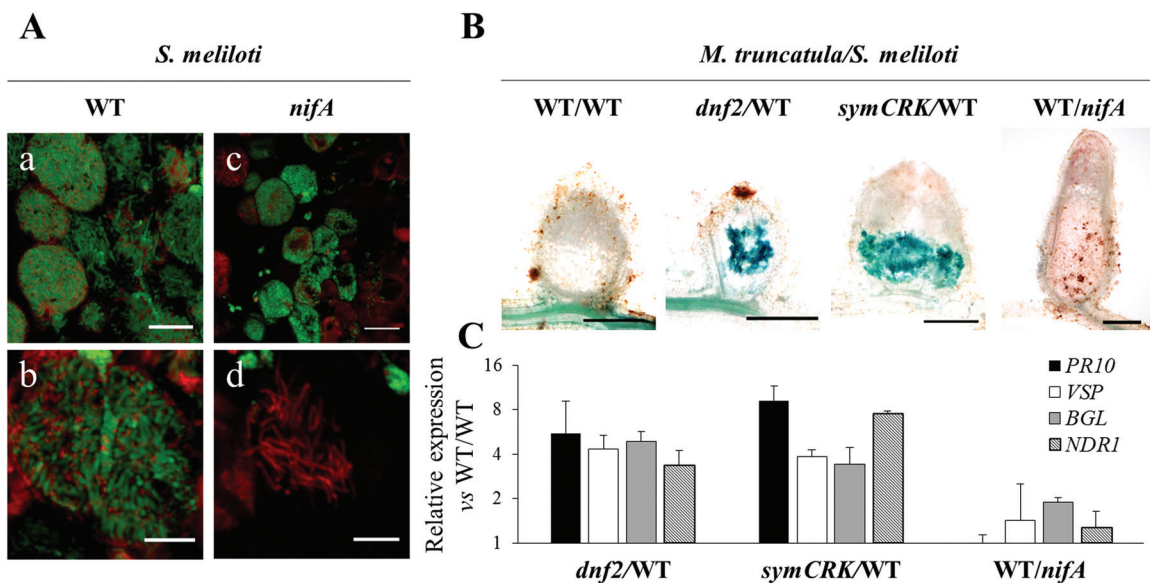 A
S. meliloti
WT nifA
a
c
b
d
B
M. truncatula/S. meliloti
WT/WT dnf2/WT symCRK/WT WT/nifA
C
Relative expression
vs WT/WT
16
8
4
2
1
PR10
VSP
BGL
NDR1
dnf2/WT symCRK/WT WT/nifA